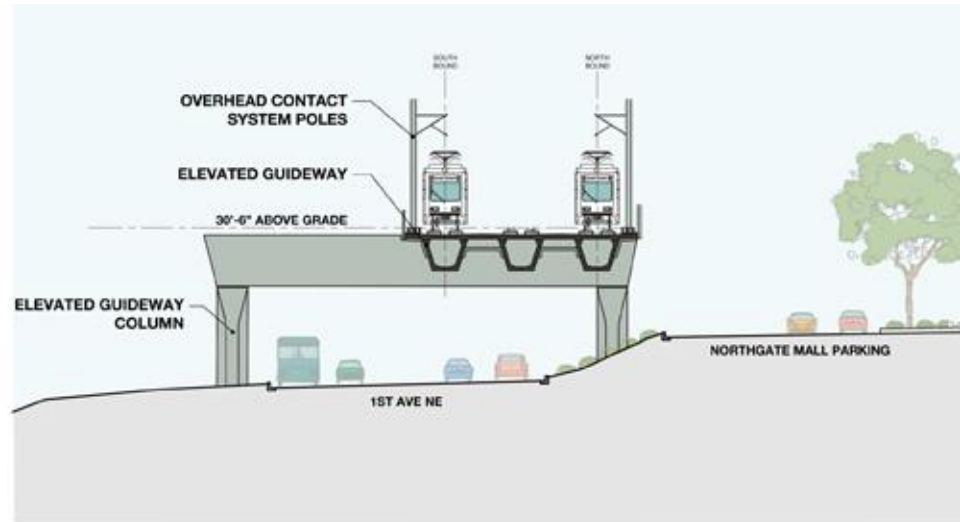 SOUTH
BOUND
NORTH
BOUND
OVERHEAD CONTACT
SYSTEM POLES
ELEVATED GUIDEWAY
30'-6" ABOVE GRADE
ELEVATED GUIDEWAY
COLUMN
NORTHGATE MALL PARKING
1ST AVE NE